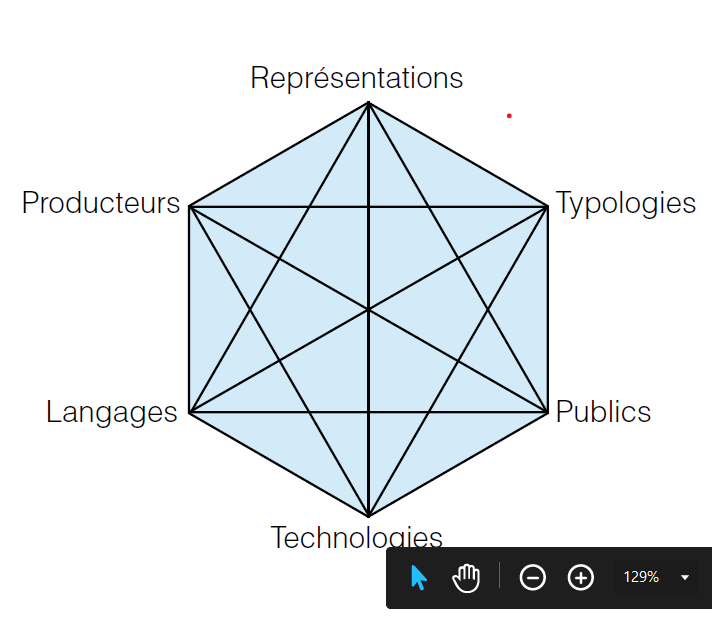 Représentations
Producteurs
Typologies
Langages
Publics
Technologies
129%